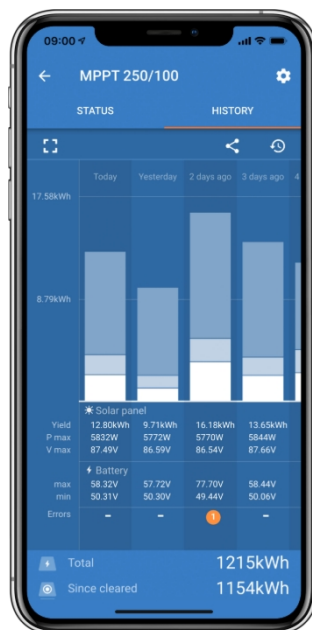 09:00
MPPT 250/100
STATUS HISTORY
Today Yesterday 2 days ago 3 days ago 4
17.58kWh
8.79kWh
Solar panel
Yield 12.80kWh 9.71kWh 16.18kWh 13.65kWh
P max 5832W 5772W 5770W 5844W
V max 87.49V 86.59V 86.54V 87.66V
Battery
max 58.32V 57.72V 77.70V 58.44V
min 50.31V 50.30V 49.44V 50.06V
Errors – – 1 –
Total 1215kWh
Since cleared 1154kWh